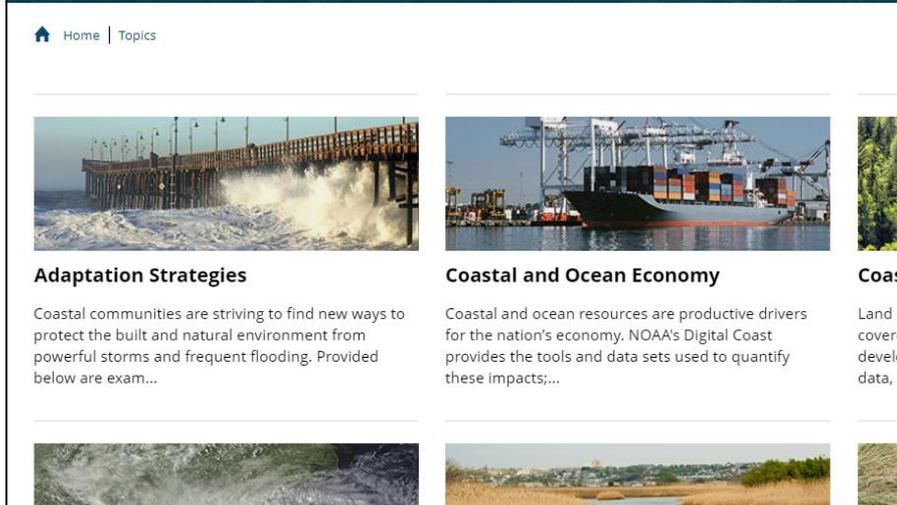 Home | Topics
Adaptation Strategies
Coastal communities are striving to find new ways to
protect the built and natural environment from
powerful storms and frequent flooding. Provided
below are exam...
Coastal and Ocean Economy
Coastal and ocean resources are productive drivers
for the nation's economy. NOAA's Digital Coast
provides the tools and data sets used to quantify
these impacts;...
Land
data,